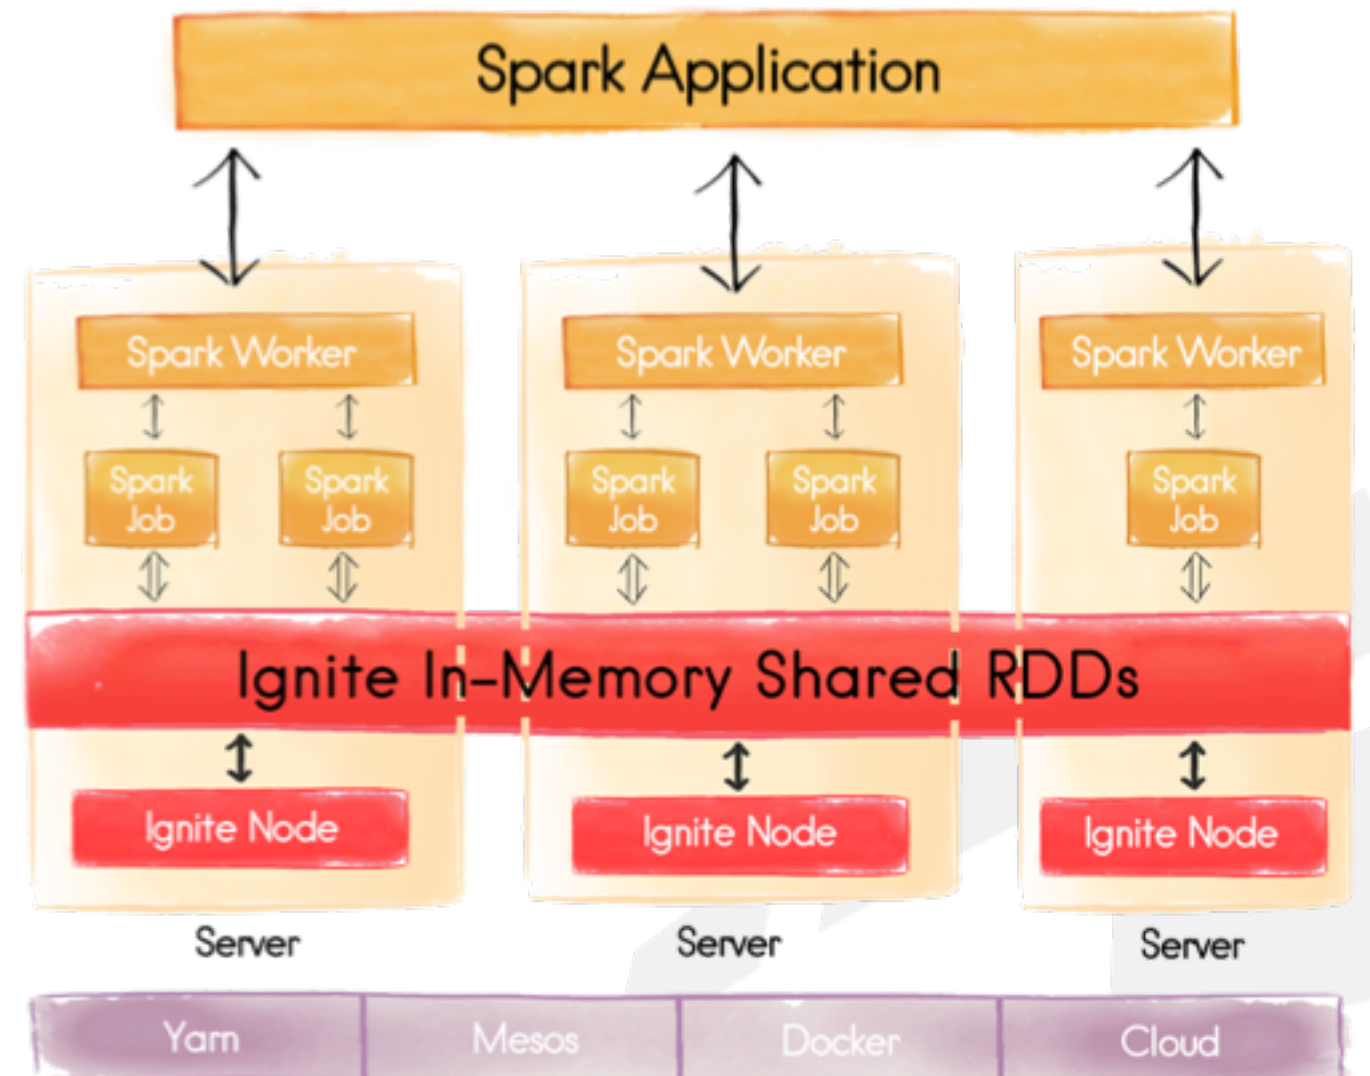 Spark Application
Spark Worker
Spark Worker
Spark Worker
Spark
Job
Spark
Job
Spark
Job
Spark
Job
Spark
Job
Ignite In-Memory Shared RDDs
Ignite Node
Ignite Node
Ignite Node
Server
Server
Server
Yarn
Mesos
Docker
Cloud